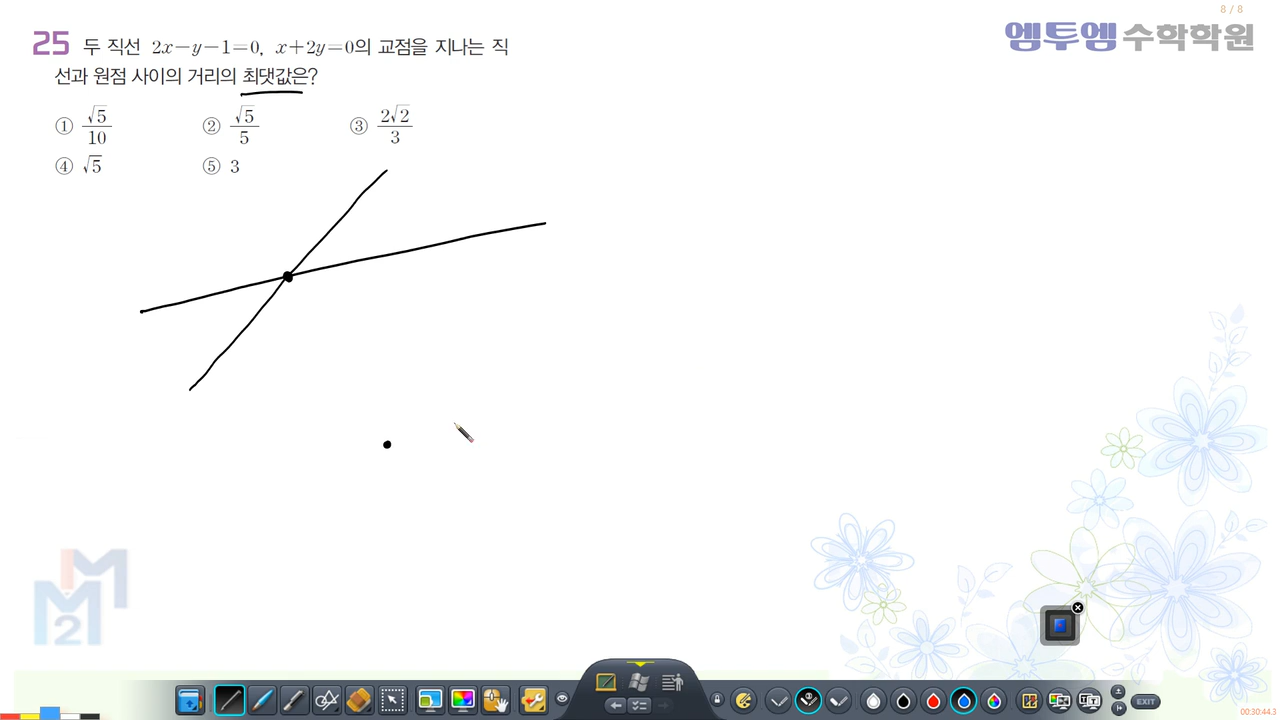 8 / 8
엠투엠수학학원
25 두 직선 2x−y−1=0, x+2y=0의 교점을 지나는 직
선과 원점 사이의 거리의 최댓값은?
① √5/10 ② √5/5 ③ 2√2/3
④ √5 ⑤ 3
M M2
EXIT
00:30:44.3